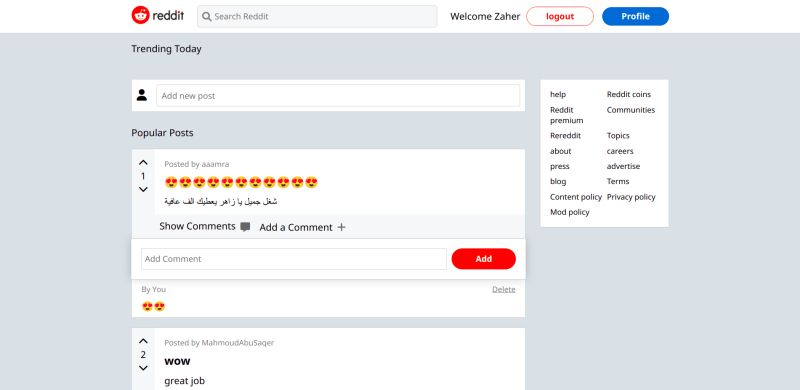 reddit
Search Reddit
Welcome Zaher
logout
Profile
Trending Today
Add new post
Popular Posts
1
Posted by aaamra
😍😍😍😍😍😍😍😍😍😍😍
شغل جميل يا زاهر يعطيك الف عافية
Show Comments
Add a Comment +
Add Comment
Add
By You
Delete
😍😍
2
Posted by MahmoudAbuSaqer
wow
great job
help
Reddit coins
Reddit premium
Communities
Rereddit
Topics
about
careers
press
advertise
blog
Terms
Content policy
Privacy policy
Mod policy